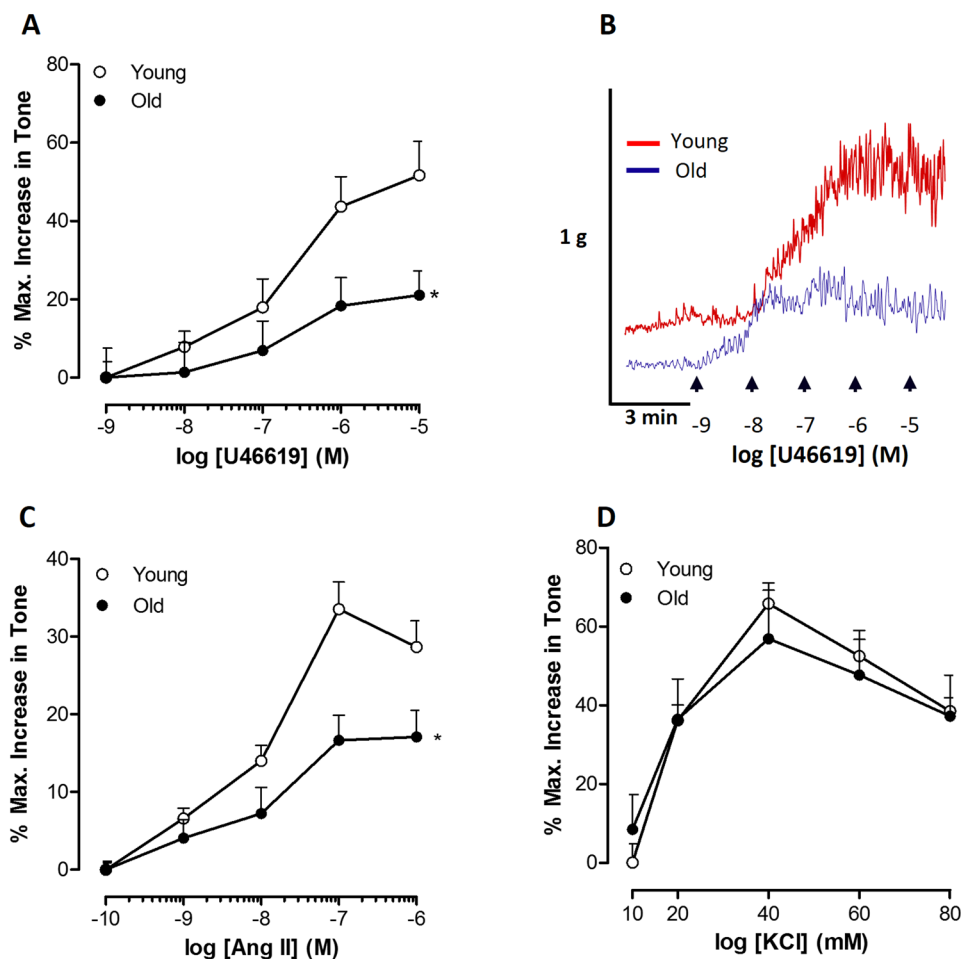 A
% Max. Increase in Tone
80
60
40
20
0
Young
Old
*
-9 -8 -7 -6 -5
log [U46619] (M)
B
Young
Old
1 g
3 min
-9 -8 -7 -6 -5
log [U46619] (M)
C
% Max. Increase in Tone
40
30
20
10
0
Young
Old
*
-10 -9 -8 -7 -6
log [Ang II] (M)
D
% Max. Increase in Tone
80
60
40
20
0
Young
Old
10 20 40 60 80
log [KCl] (mM)